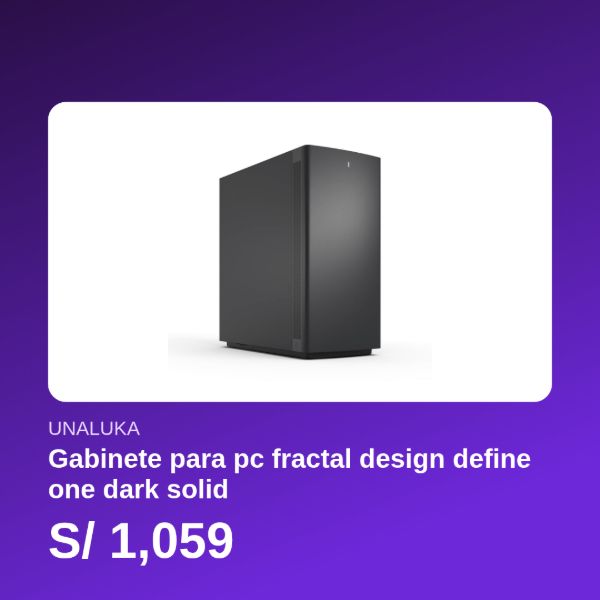 UNALUKA
Gabinete para pc fractal design define
one dark solid
S/ 1,059